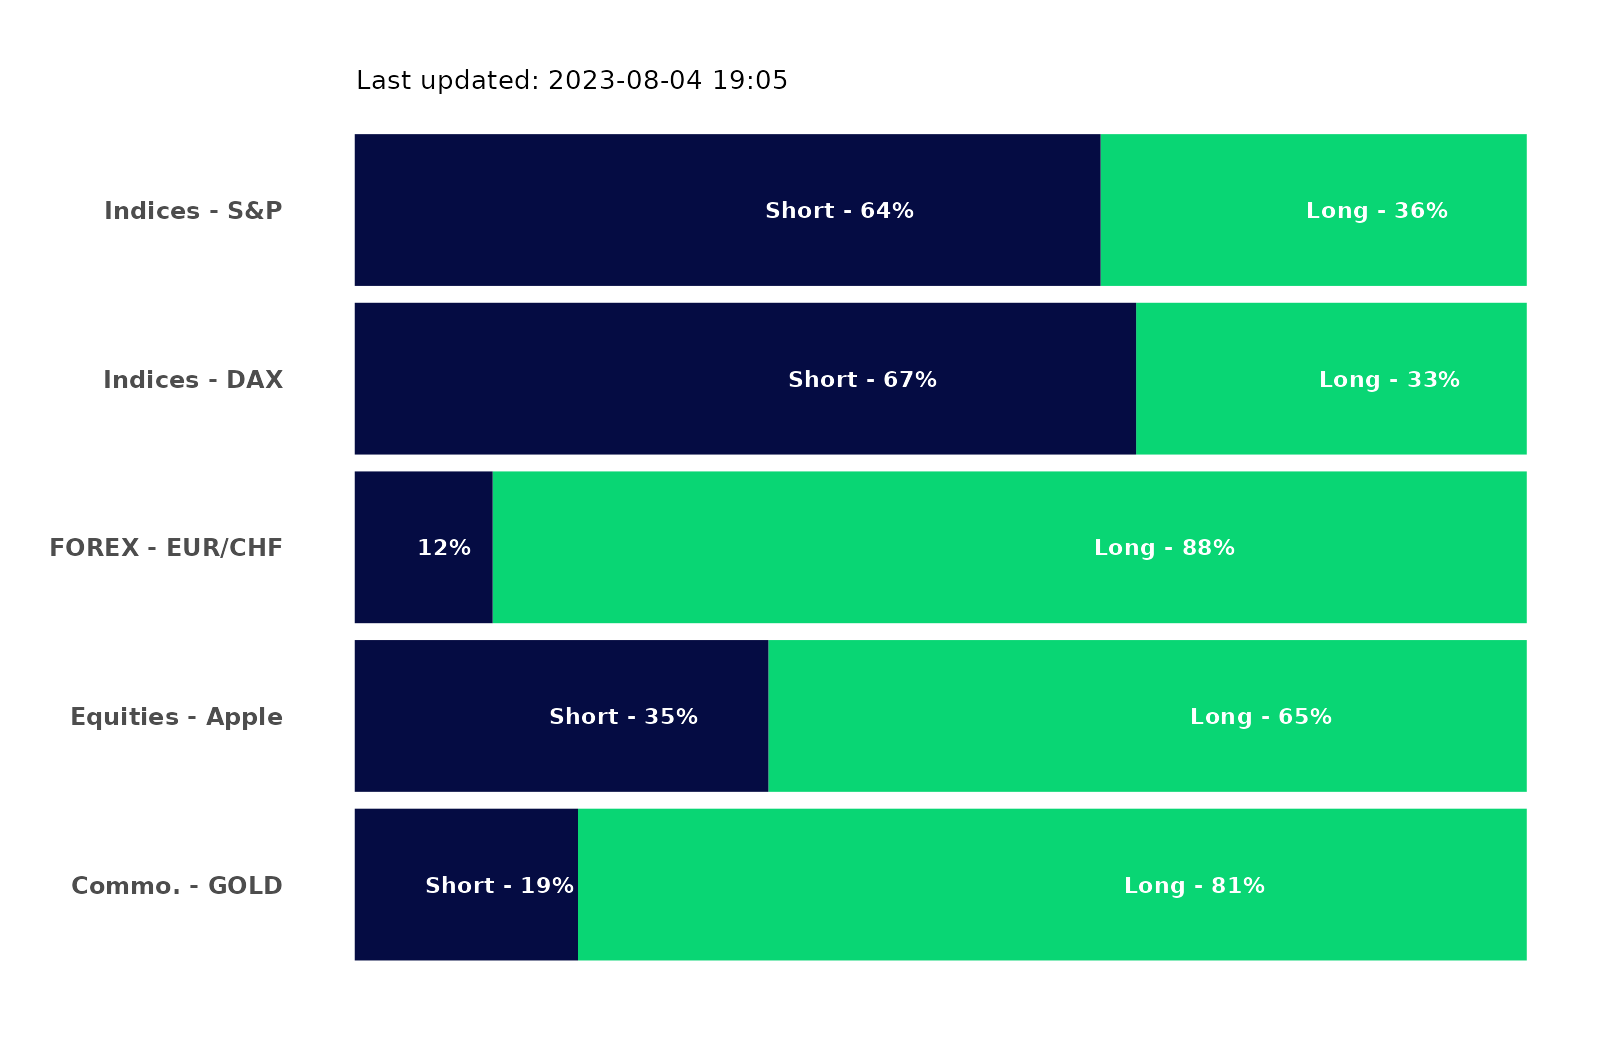 Last updated: 2023-08-04 19:05
Indices - S&P Short - 64% Long - 36%
Indices - DAX Short - 67% Long - 33%
FOREX - EUR/CHF 12% Long - 88%
Equities - Apple Short - 35% Long - 65%
Commo. - GOLD Short - 19% Long - 81%